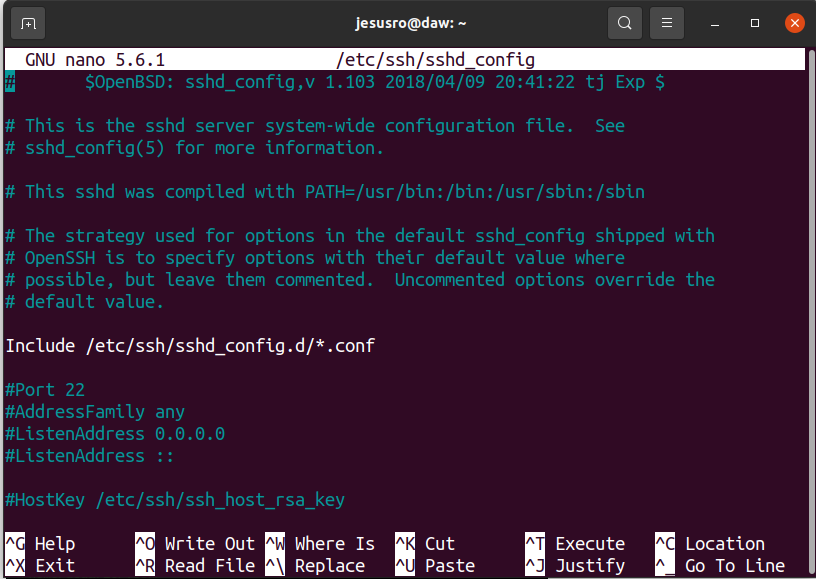 jesusro@daw: ~
GNU nano 5.6.1 /etc/ssh/sshd_config
# $OpenBSD: sshd_config,v 1.103 2018/04/09 20:41:22 tj Exp $
# This is the sshd server system-wide configuration file.  See
# sshd_config(5) for more information.
# This sshd was compiled with PATH=/usr/bin:/bin:/usr/sbin:/sbin
# The strategy used for options in the default sshd_config shipped with
# OpenSSH is to specify options with their default value where
# possible, but leave them commented.  Uncommented options override the
# default value.
Include /etc/ssh/sshd_config.d/*.conf
#Port 22
#AddressFamily any
#ListenAddress 0.0.0.0
#ListenAddress ::
#HostKey /etc/ssh/ssh_host_rsa_key
^G Help ^O Write Out ^W Where Is ^K Cut ^T Execute ^C Location
^X Exit ^R Read File ^\ Replace ^U Paste ^J Justify ^_ Go To Line